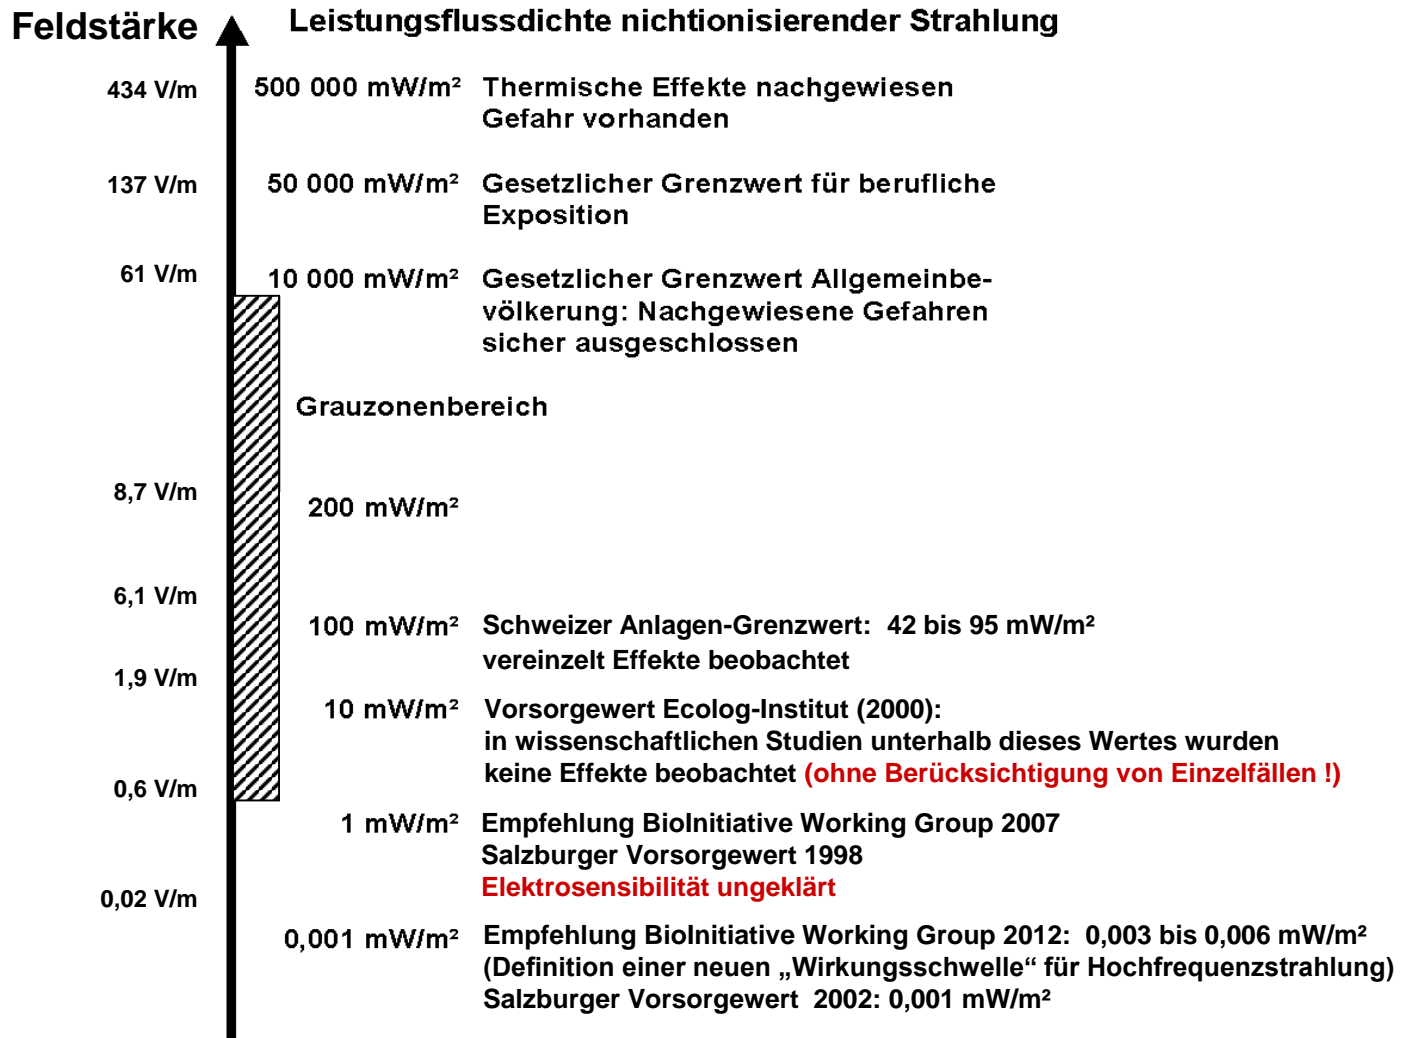 Feldstärke
Leistungsflussdichte nichtionisierender Strahlung
434 V/m
500 000 mW/m² Thermische Effekte nachgewiesen
Gefahr vorhanden
137 V/m
50 000 mW/m² Gesetzlicher Grenzwert für berufliche
Exposition
61 V/m
10 000 mW/m² Gesetzlicher Grenzwert Allgemeinbe-
völkerung: Nachgewiesene Gefahren
sicher ausgeschlossen
Grauzonenbereich
8,7 V/m
200 mW/m²
6,1 V/m
100 mW/m² Schweizer Anlagen-Grenzwert: 42 bis 95 mW/m²
vereinzelt Effekte beobachtet
1,9 V/m
10 mW/m² Vorsorgewert Ecolog-Institut (2000):
in wissenschaftlichen Studien unterhalb dieses Wertes wurden
keine Effekte beobachtet (ohne Berücksichtigung von Einzelfällen !)
0,6 V/m
1 mW/m² Empfehlung BioInitiative Working Group 2007
Salzburger Vorsorgewert 1998
Elektrosensibilität ungeklärt
0,02 V/m
0,001 mW/m² Empfehlung BioInitiative Working Group 2012: 0,003 bis 0,006 mW/m²
(Definition einer neuen „Wirkungsschwelle“ für Hochfrequenzstrahlung)
Salzburger Vorsorgewert 2002: 0,001 mW/m²